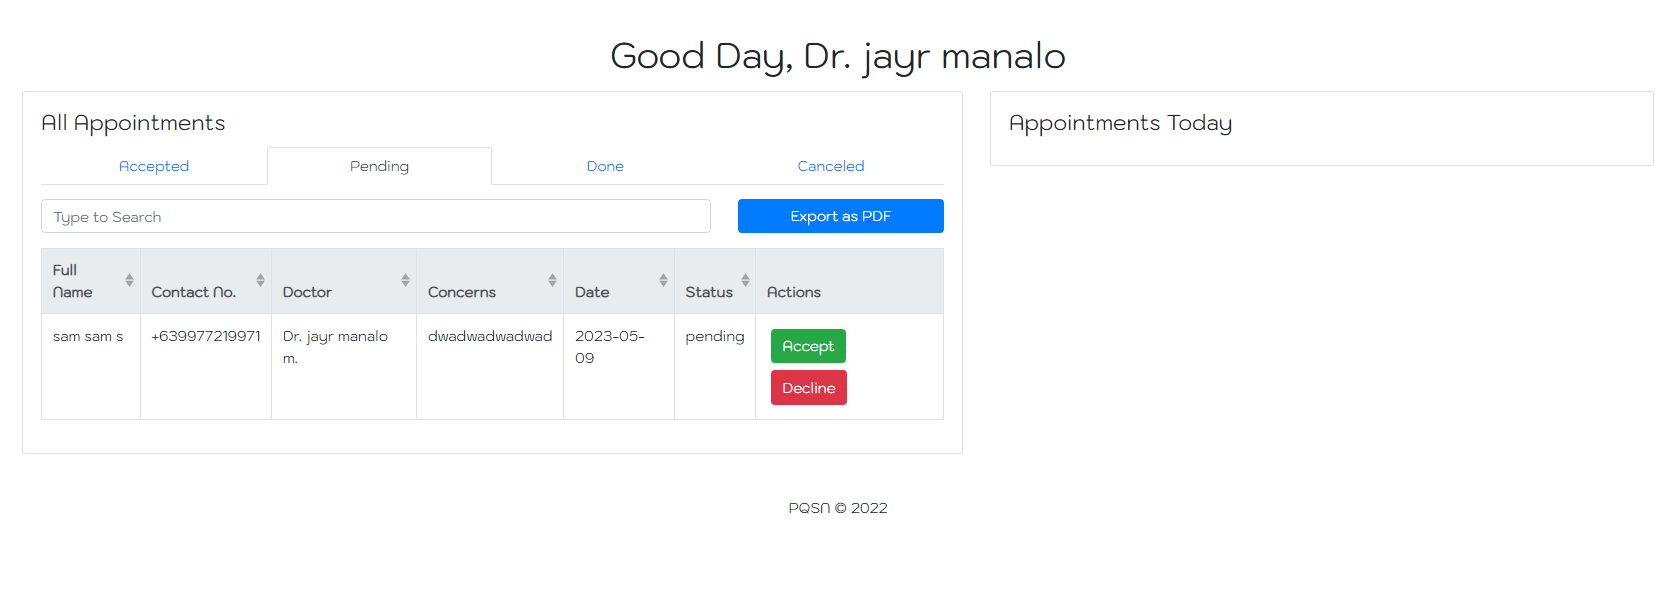 Good Day, Dr. jayr manalo
All Appointments
Accepted Pending Done Canceled
Type to Search Export as PDF
Full Name Contact No. Doctor Concerns Date Status Actions
sam sam s +639977219971 Dr. jayr manalo m. dwadwadwadwad 2023-05-09 pending Accept
Decline
Appointments Today
PQSN © 2022